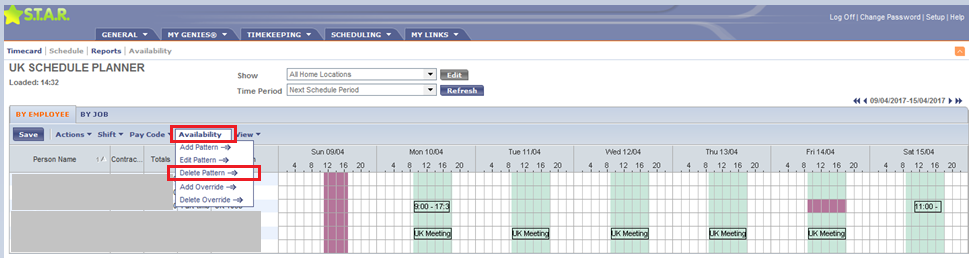 S.T.A.R.
Log Off | Change Password | Setup | Help
GENERAL MY GENIES® TIMEKEEPING SCHEDULING MY LINKS
Timecard | Schedule | Reports | Availability
UK SCHEDULE PLANNER
Loaded: 14:32
Show All Home Locations Edit
Time Period Next Schedule Period Refresh
09/04/2017-15/04/2017
BY EMPLOYEE BY JOB
Save Actions Shift Pay Code Availability View
Add Pattern
Edit Pattern
Delete Pattern
Add Override
Delete Override
Person Name 1 Contrac... Totals
Sun 09/04 Mon 10/04 Tue 11/04 Wed 12/04 Thu 13/04 Fri 14/04 Sat 15/04
4 8 12 16 20 4 8 12 16 20 4 8 12 16 20 4 8 12 16 20 4 8 12 16 20 4 8 12 16 20 4 8 12 16 20
9:00 - 17:3 11:00 -
UK Meeting UK Meeting UK Meeting UK Meeting UK Meeting